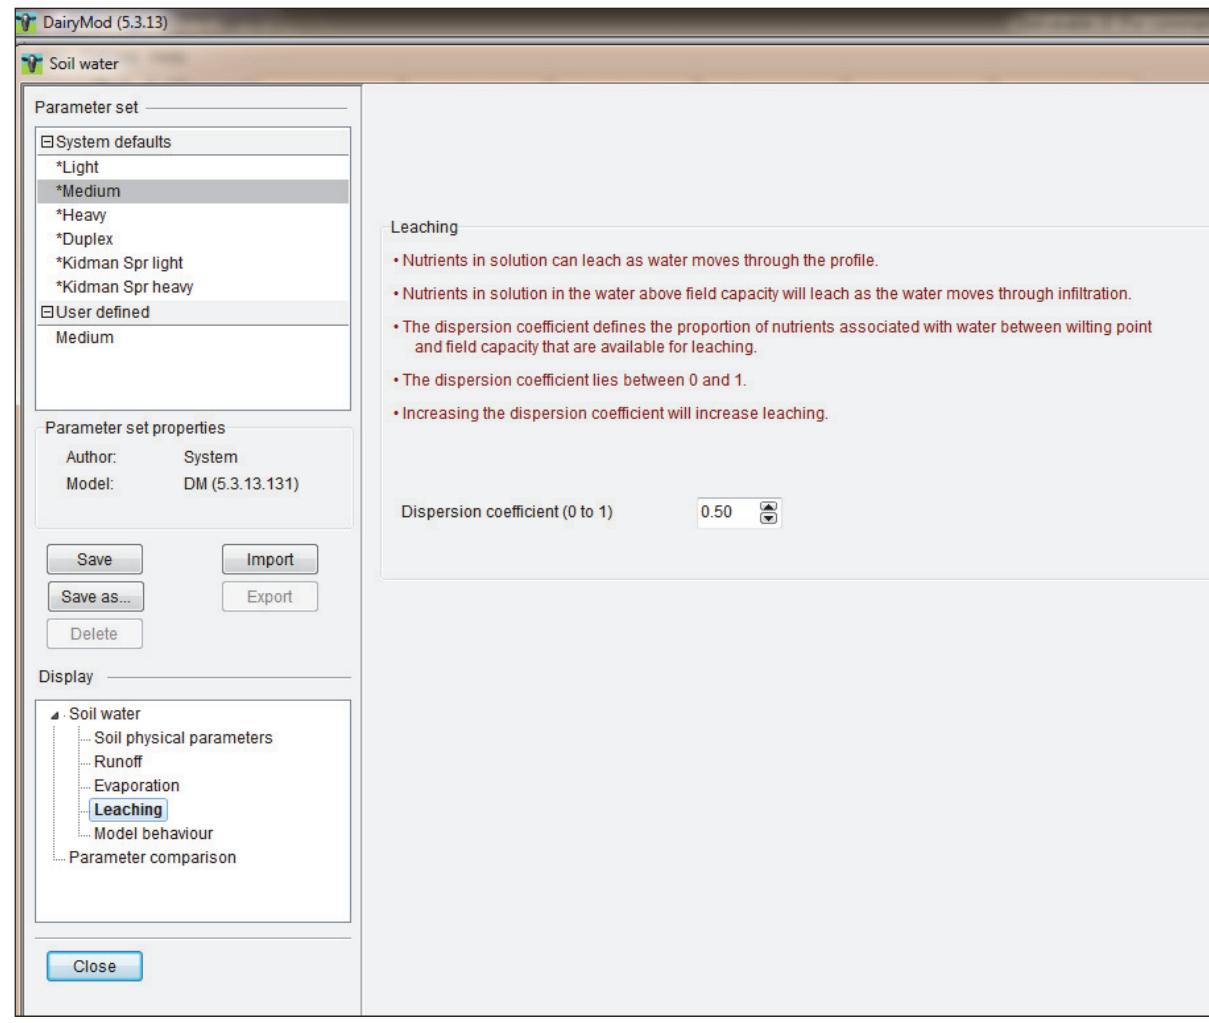 DairyMod (5.3.13)
Soil water
Parameter set
System defaults
*Light
*Medium
*Heavy
*Duplex
*Kidman Spr light
*Kidman Spr heavy
User defined
Medium
Parameter set properties
Author: System
Model: DM (5.3.13.131)
Save Import
Save as... Export
Delete
Display
Soil water
Soil physical parameters
Runoff
Evaporation
Leaching
Model behaviour
Parameter comparison
Close
Leaching
• Nutrients in solution can leach as water moves through the profile.
• Nutrients in solution in the water above field capacity will leach as the water moves through infiltration.
• The dispersion coefficient defines the proportion of nutrients associated with water between wilting point
and field capacity that are available for leaching.
• The dispersion coefficient lies between 0 and 1.
• Increasing the dispersion coefficient will increase leaching.
Dispersion coefficient (0 to 1) 0.50